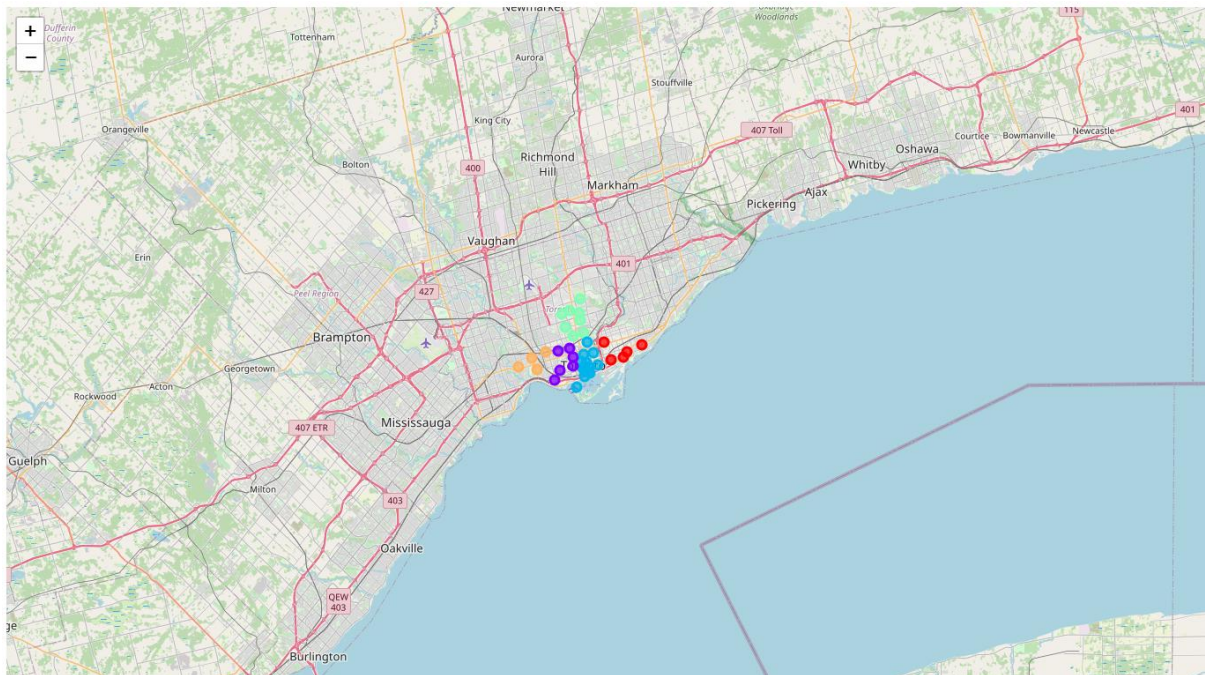 +
−
Dufferin
County
Tottenham
Newmarket
Woodlands
115
Aurora
Stouffville
King City
Orangeville
407 Toll
401
Courtice
Bowmanville
Newcastle
Oshawa
Bolton
400
Richmond
Hill
Whitby
Markham
Ajax
Pickering
Vaughan
Erin
401
427
Peel Region
Brampton
Georgetown
Acton
Rockwood
Mississauga
407 ETR
Guelph
Milton
403
Oakville
QEW
403
Burlington